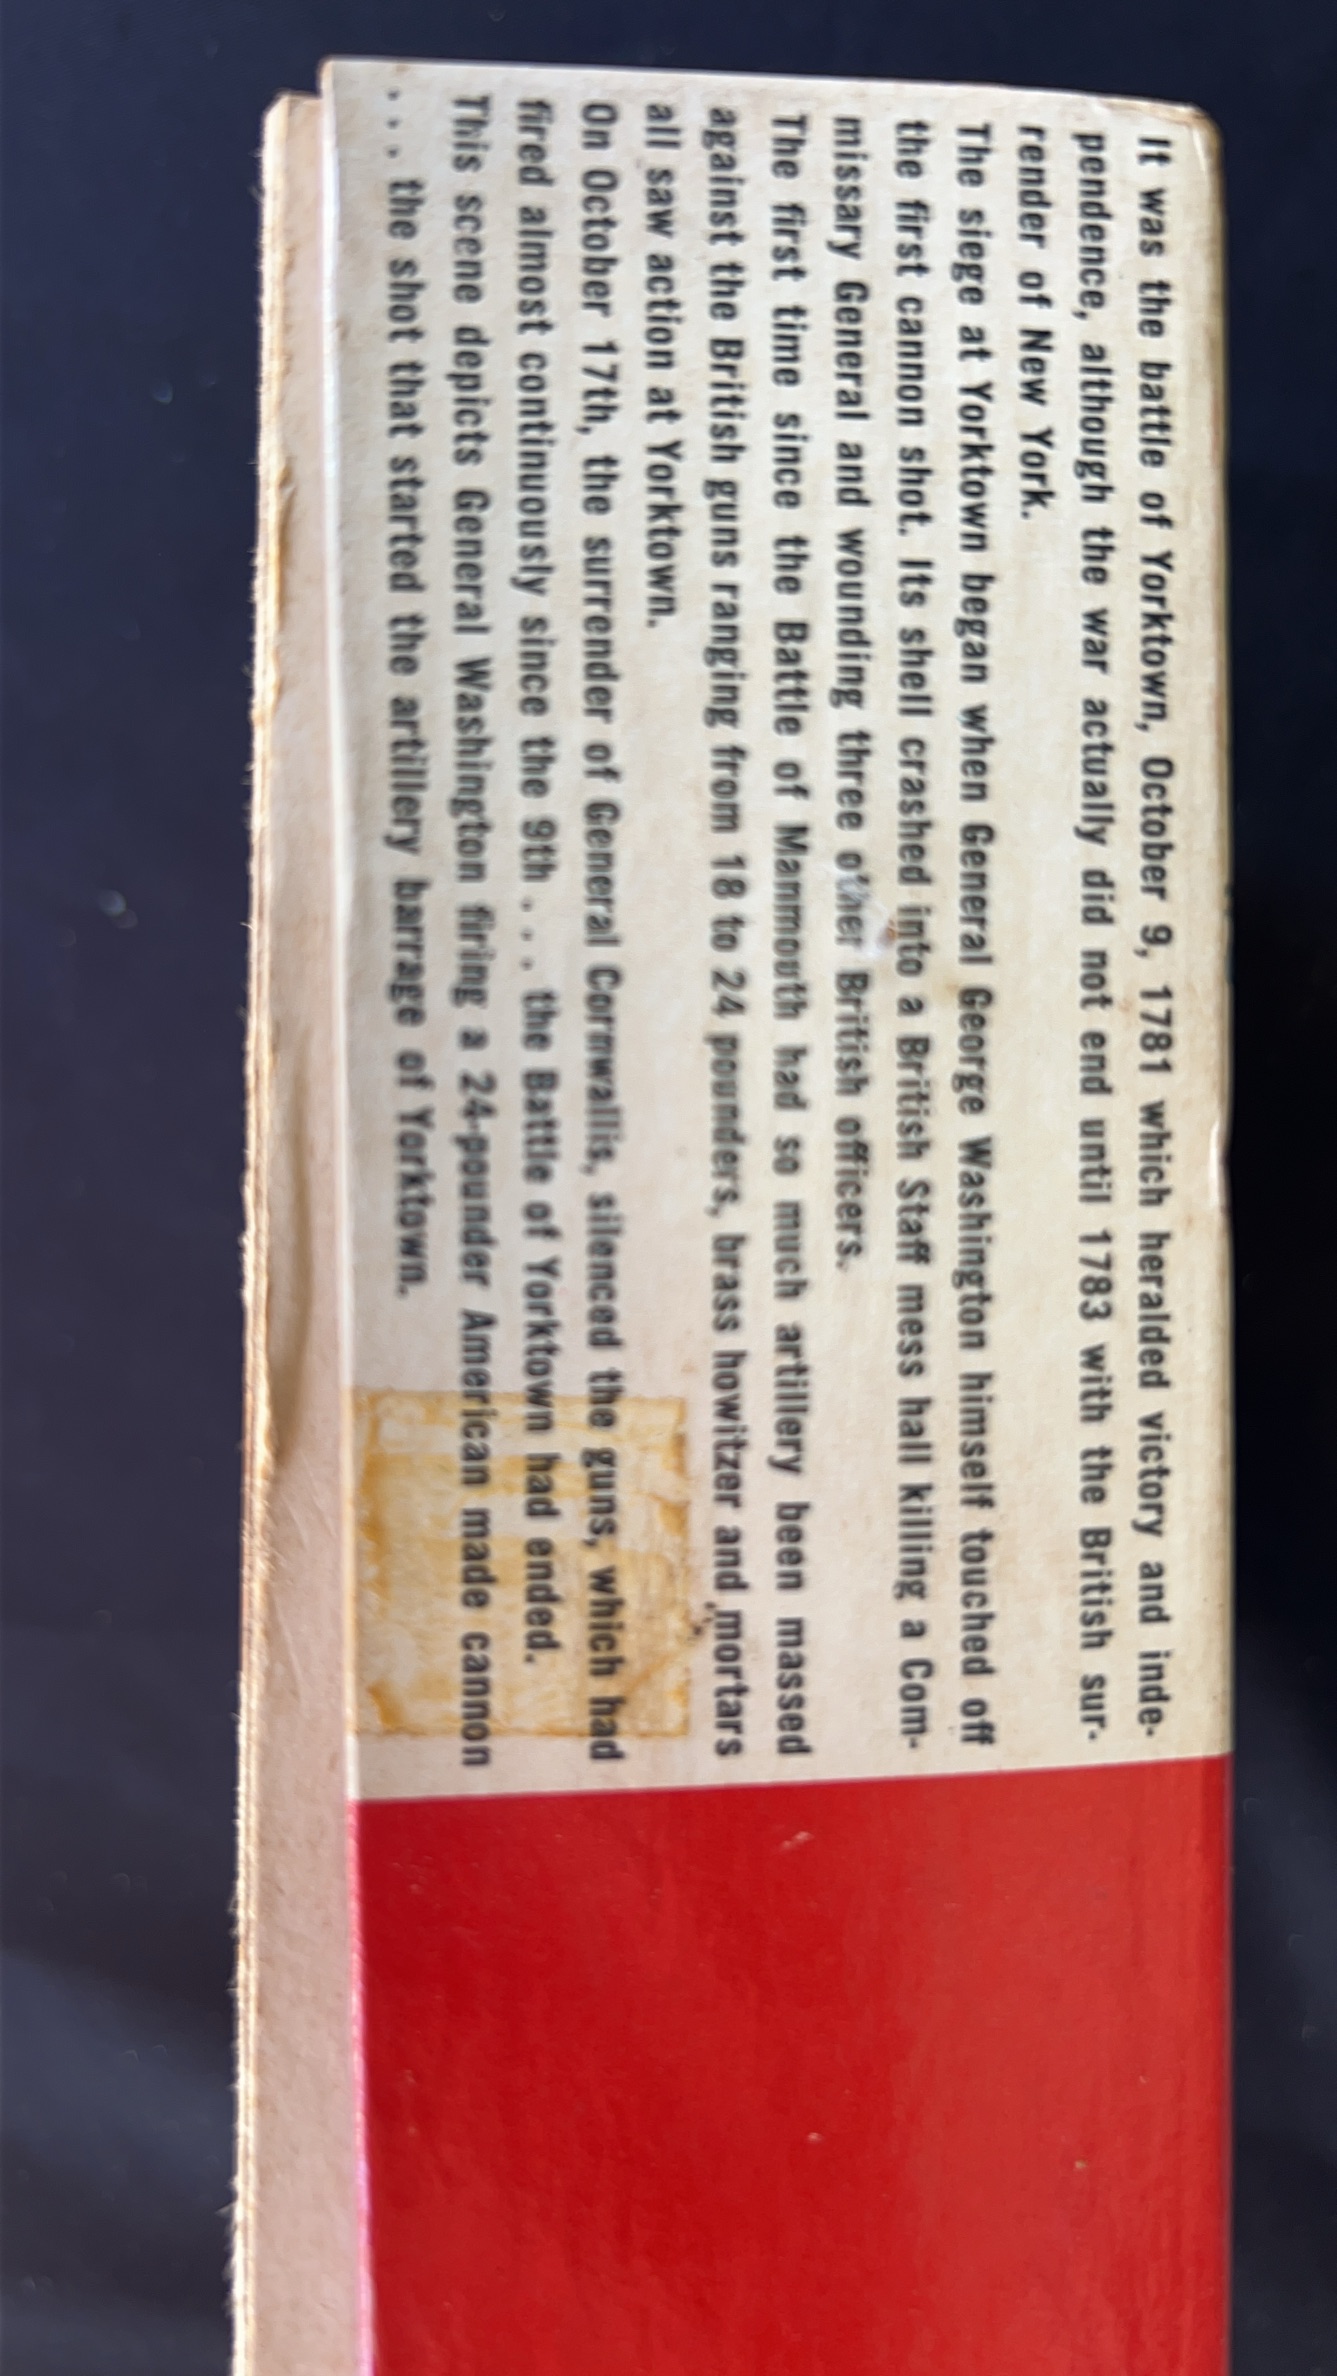 It was the battle of Yorktown, October 9, 1781 which heralded victory and inde-
pendence, although the war actually did not end until 1783 with the British sur-
render of New York.
The siege at Yorktown began when General George Washington himself touched off
the first cannon shot. Its shell crashed into a British Staff mess hall killing a Com-
missary General and wounding three other British officers.
The first time since the Battle of Manmouth had so much artillery been massed
against the British guns ranging from 18 to 24 pounders, brass howitzer and mortars
all saw action at Yorktown.
On October 17th, the surrender of General Cornwallis, silenced the guns, which had
fired almost continuously since the 9th . . . the Battle of Yorktown had ended.
This scene depicts General Washington firing a 24-pounder American made cannon
. . . the shot that started the artillery barrage of Yorktown.